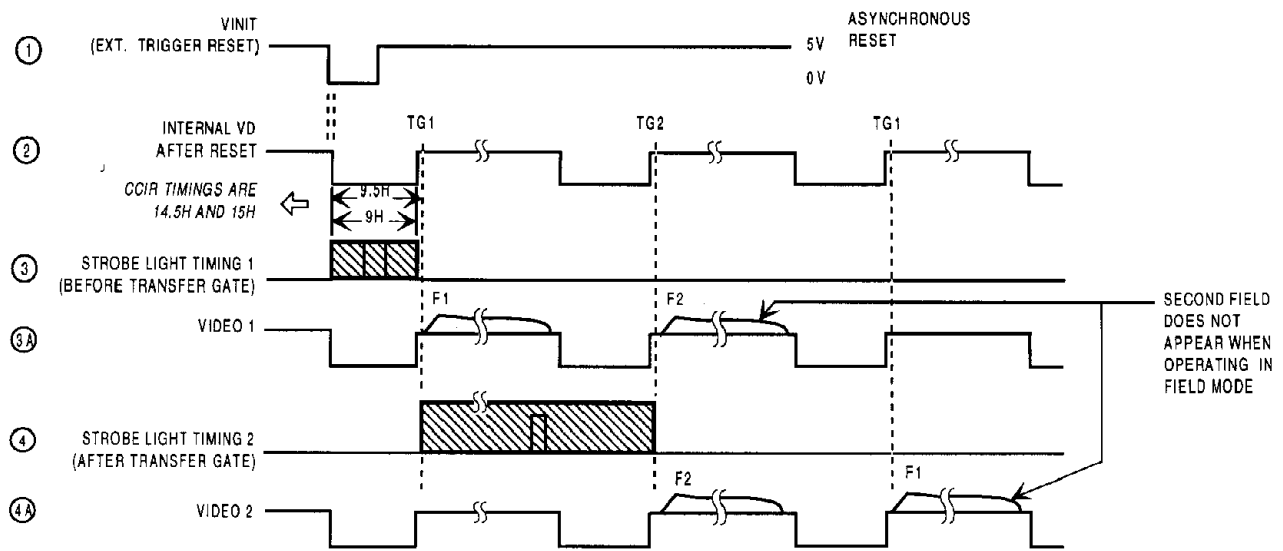 1
VINIT
(EXT. TRIGGER RESET)
ASYNCHRONOUS
RESET
5V
0V
2
INTERNAL VD
AFTER RESET
TG1
TG2
TG1
CCIR TIMINGS ARE
14.5H AND 15H
9.5H
9H
3
STROBE LIGHT TIMING 1
(BEFORE TRANSFER GATE)
3A
VIDEO 1
F1
F2
SECOND FIELD
DOES NOT
APPEAR WHEN
OPERATING IN
FIELD MODE
4
STROBE LIGHT TIMING 2
(AFTER TRANSFER GATE)
4A
VIDEO 2
F2
F1